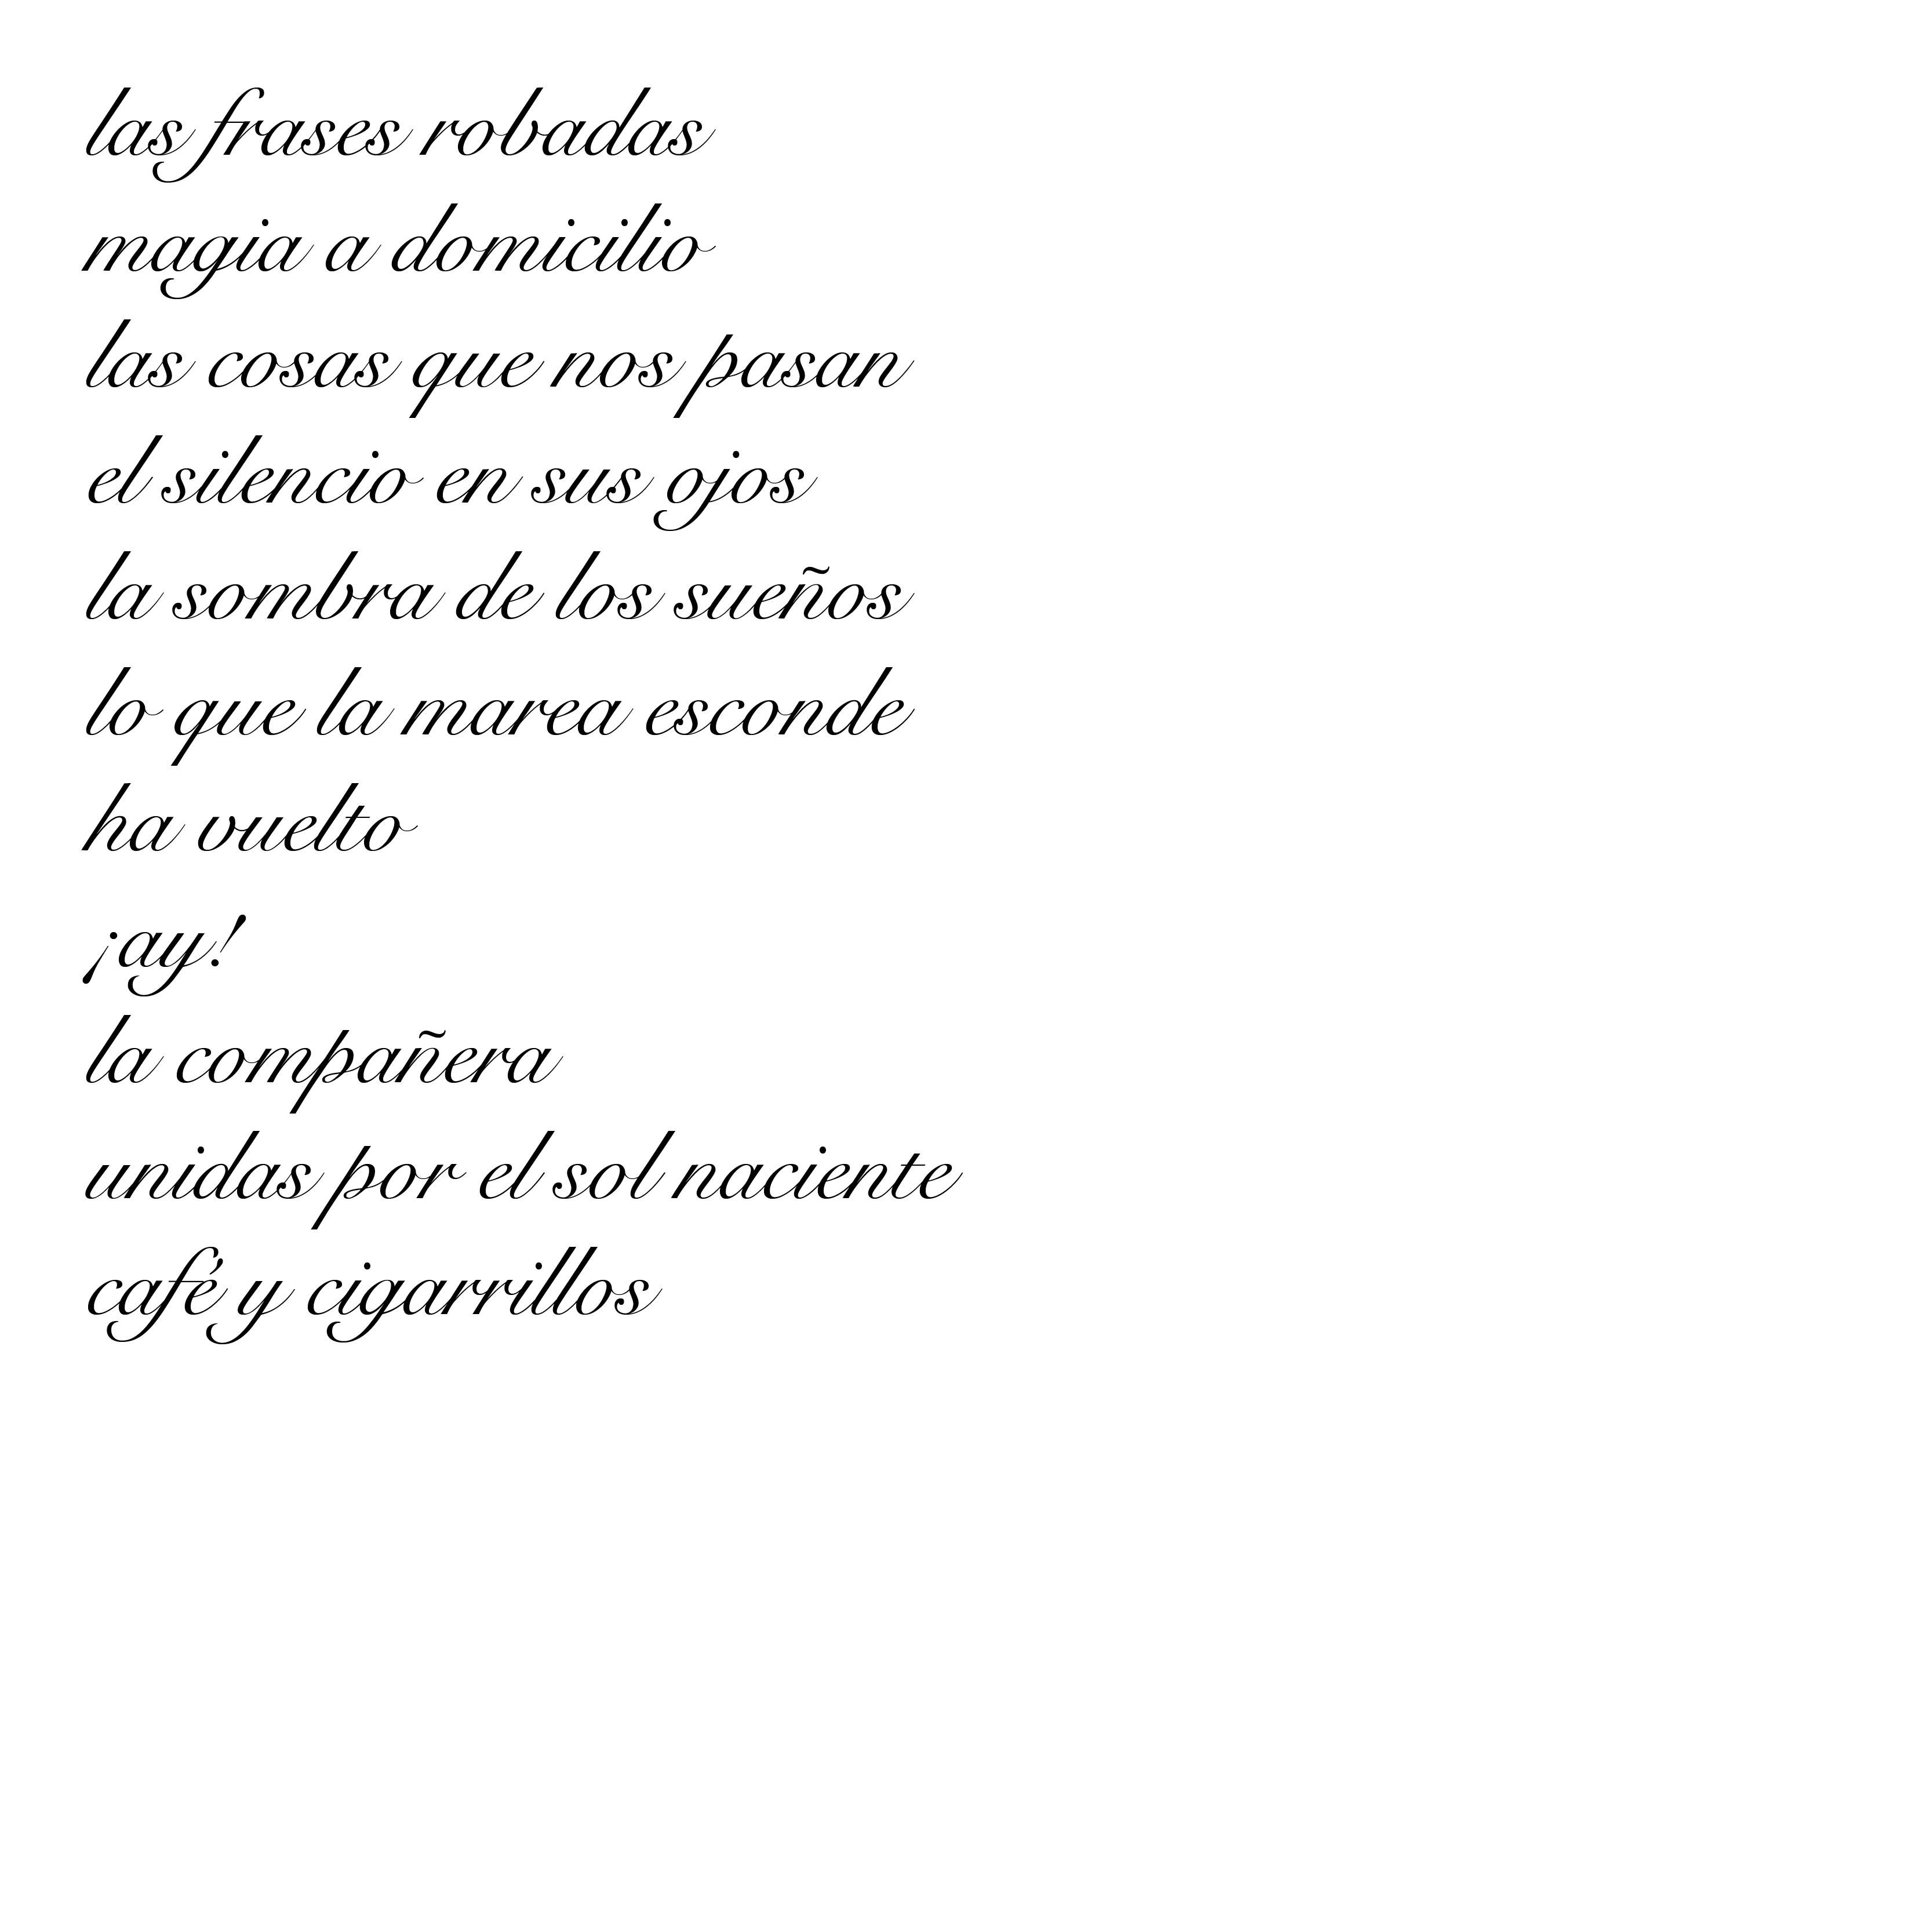 las frases robadas
magia a domicilio
las cosas que nos pasan
el silencio en sus ojos
la sombra de los sueños
lo que la marea esconde
ha vuelto
¡ay!
la compañera
unidas por el sol naciente
café y cigarrillos